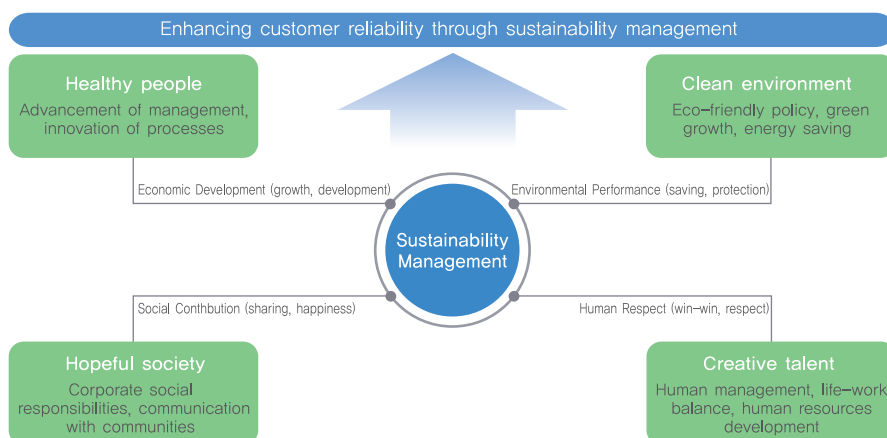 Enhancing customer reliability through sustainability management
Healthy people
Advancement of management,
innovation of processes
Clean environment
Eco-friendly policy, green
growth, energy saving
Economic Development (growth, development)
Environmental Performance (saving, protection)
Sustainability
Management
Social Conthbution (sharing, happiness)
Human Respect (win-win, respect)
Hopeful society
Corporate social
responsibilities, communication
with communities
Creative talent
Human management, life-work
balance, human resources
development